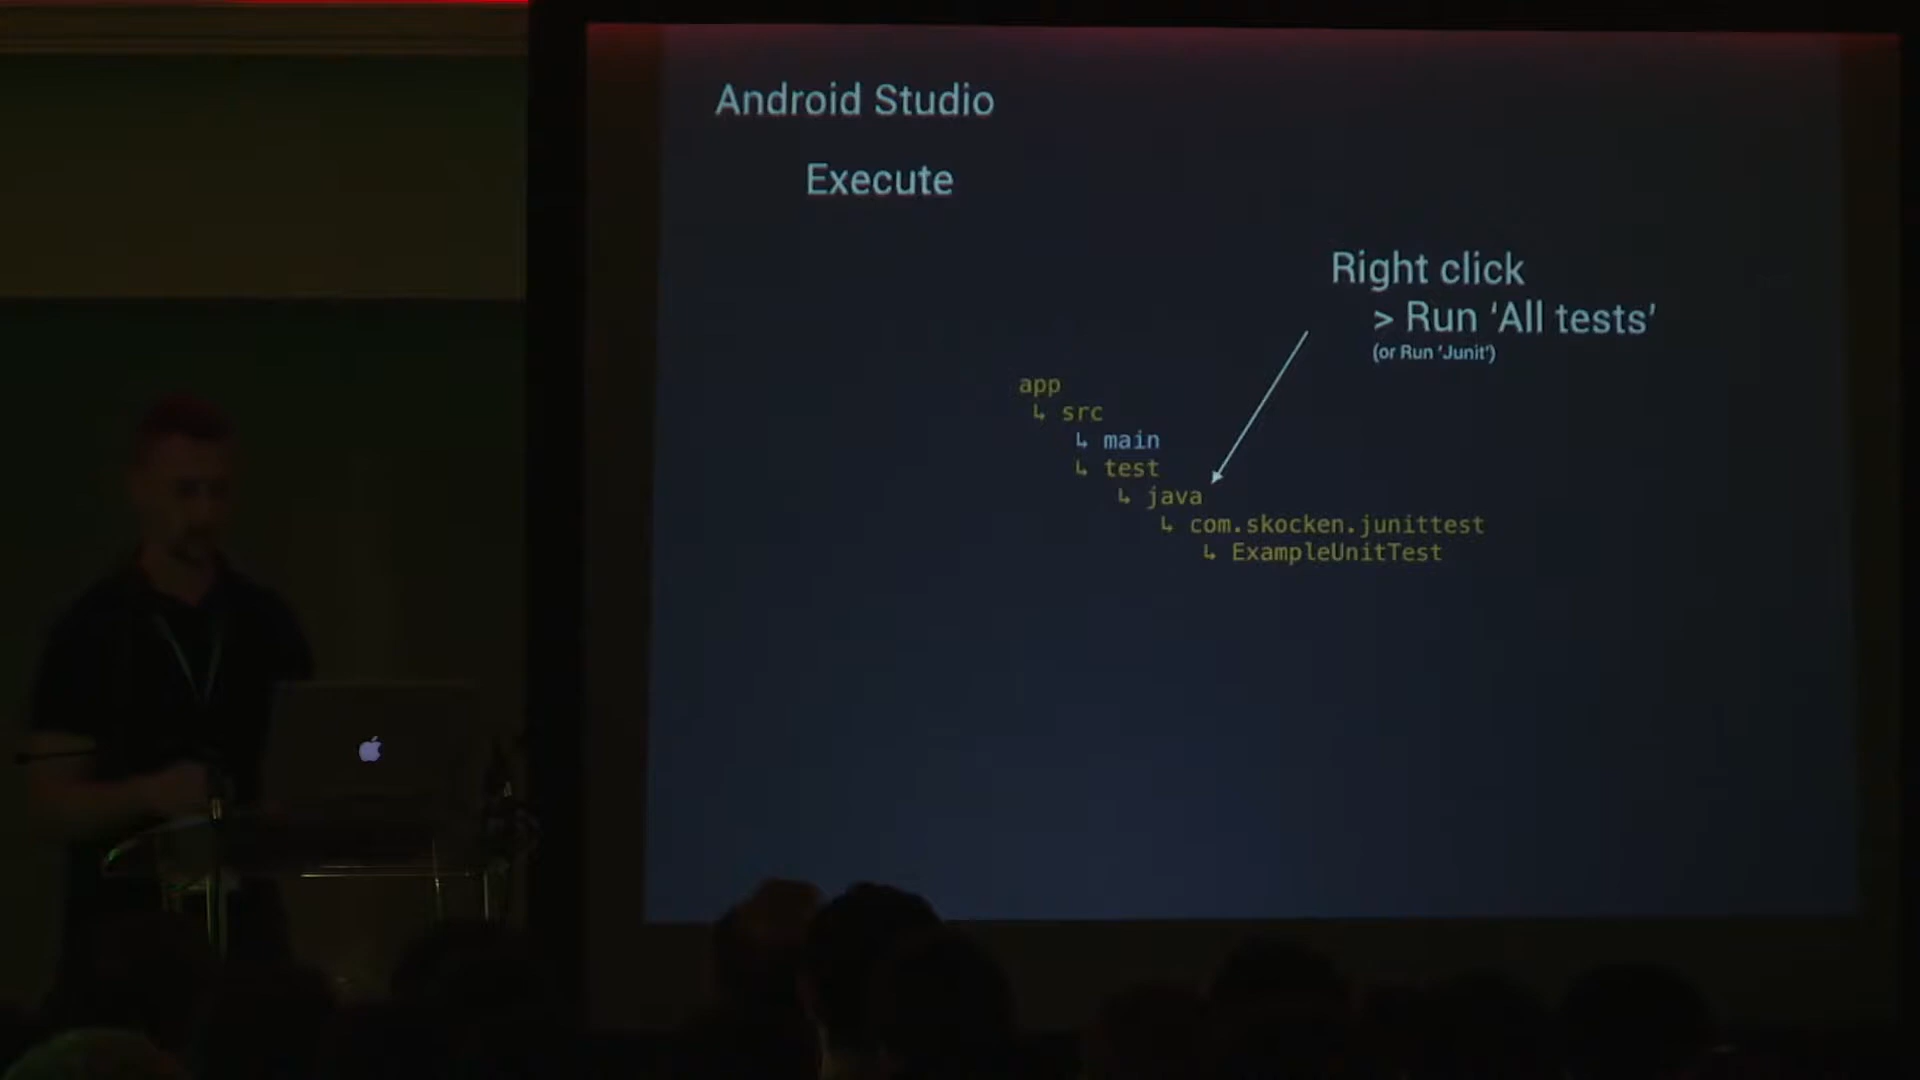 Android Studio
Execute
Right click
> Run ‘All tests’
(or Run ‘Junit’)
app
↳ src
↳ main
↳ test
↳ java
↳ com.skocken.junittest
↳ ExampleUnitTest